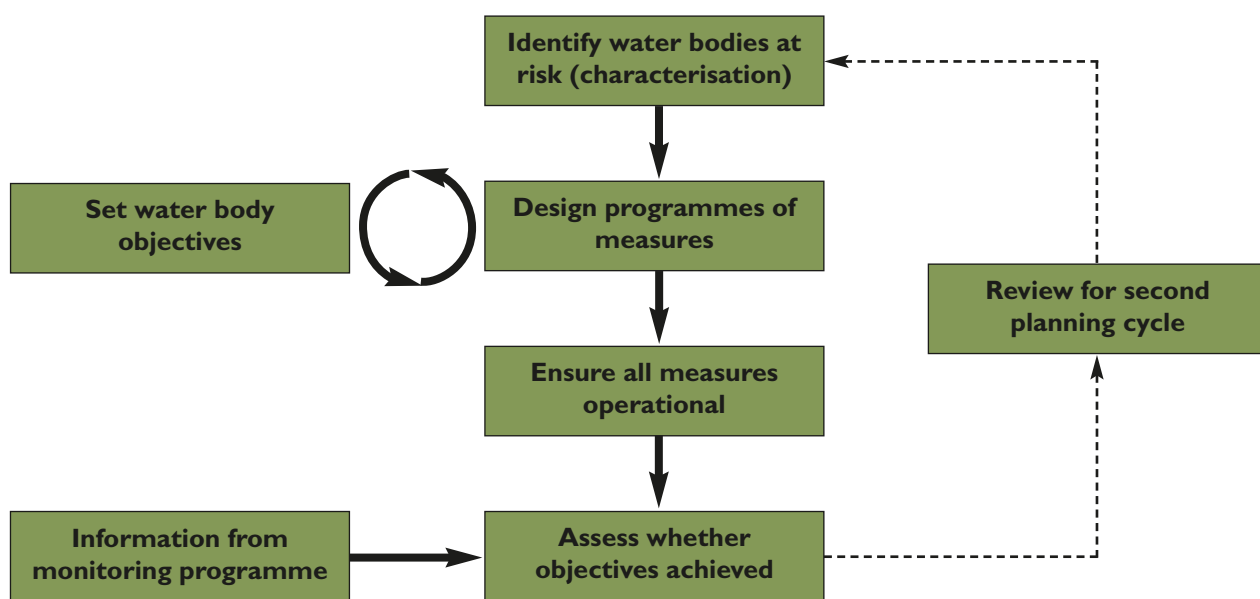 Identify water bodies at
risk (characterisation)
Set water body
objectives
Design programmes of
measures
Review for second
planning cycle
Ensure all measures
operational
Information from
monitoring programme
Assess whether
objectives achieved